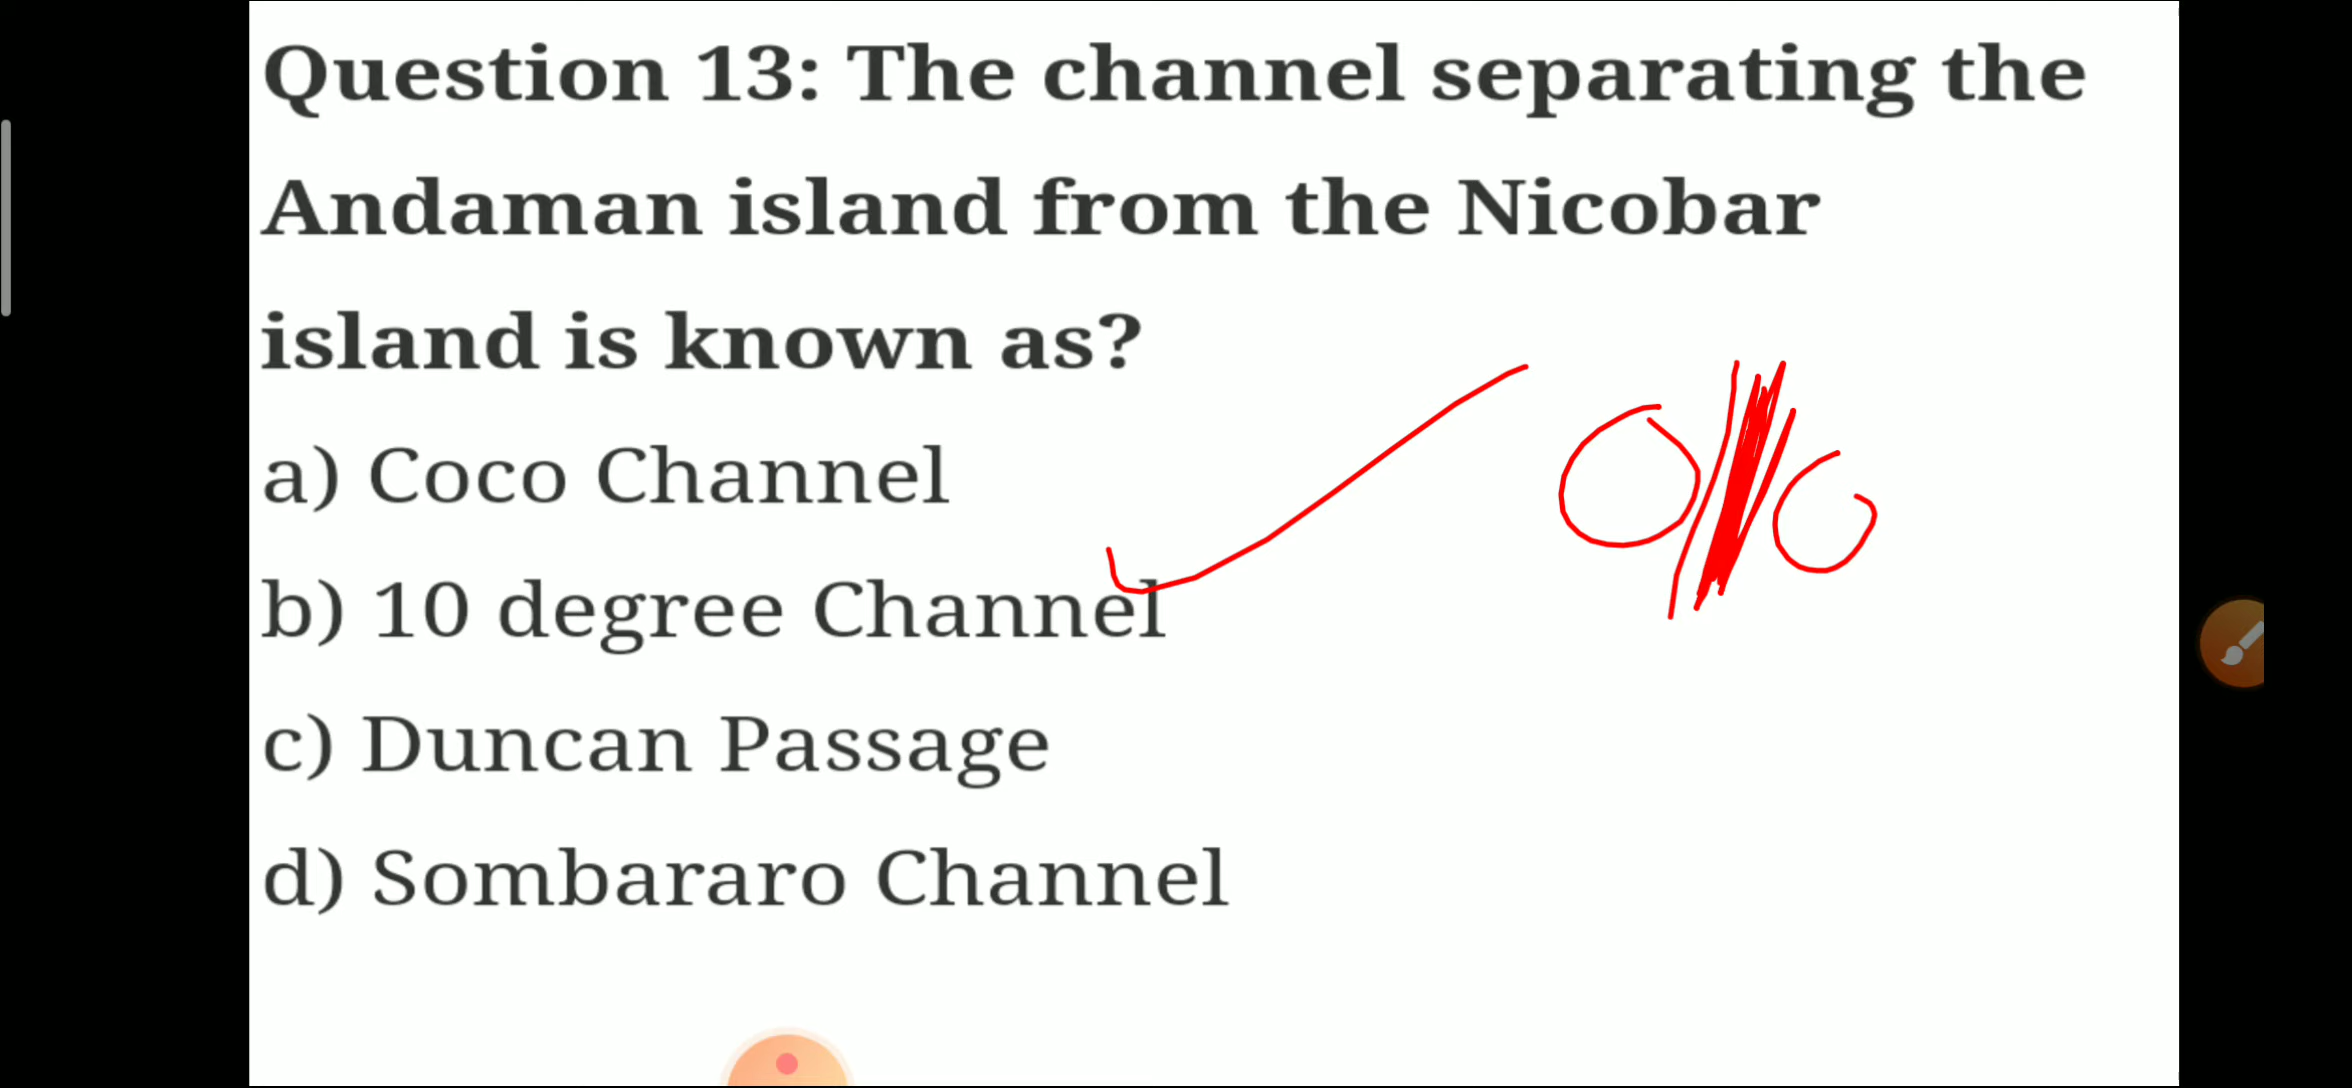 Question 13: The channel separating the
Andaman island from the Nicobar
island is known as?
a) Coco Channel
b) 10 degree Channel
c) Duncan Passage
d) Sombararo Channel